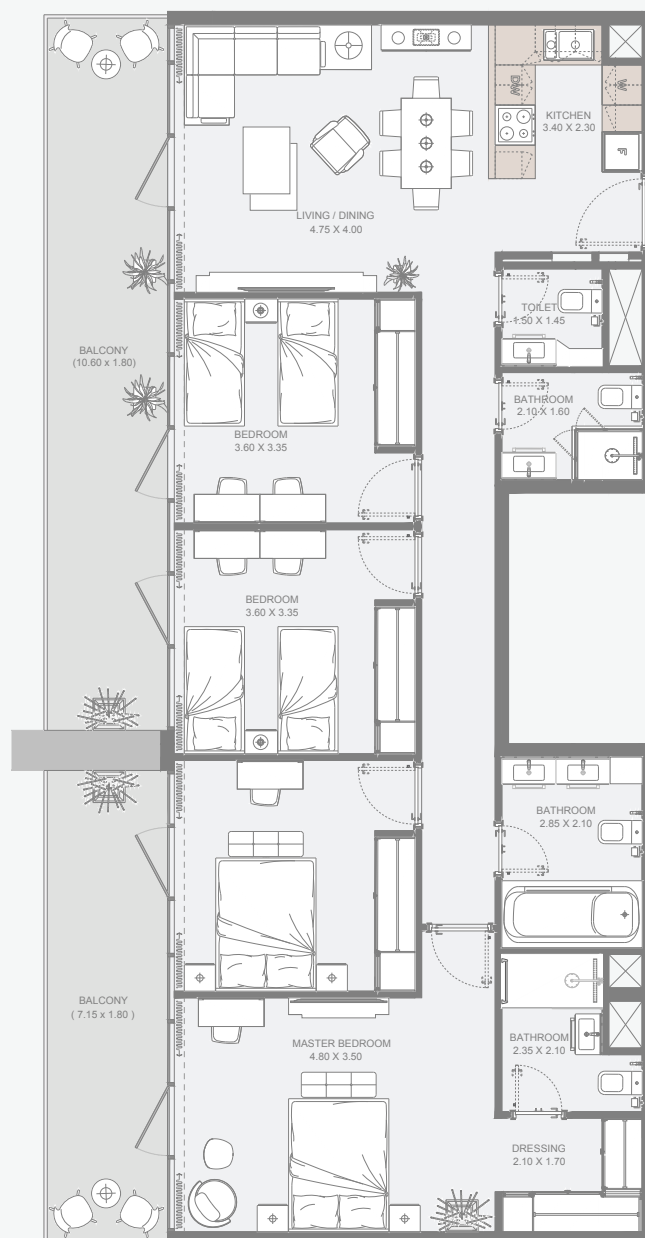 DW
W
KITCHEN
3.40 X 2.30
F
LIVING / DINING
4.75 X 4.00
TOILET
1.50 X 1.45
BALCONY
(10.60 x 1.80)
BATHROOM
2.10 X 1.60
BEDROOM
3.60 X 3.35
BEDROOM
3.60 X 3.35
BATHROOM
2.85 X 2.10
BALCONY
( 7.15 x 1.80 )
MASTER BEDROOM
4.80 X 3.50
BATHROOM
2.35 X 2.10
DRESSING
2.10 X 1.70